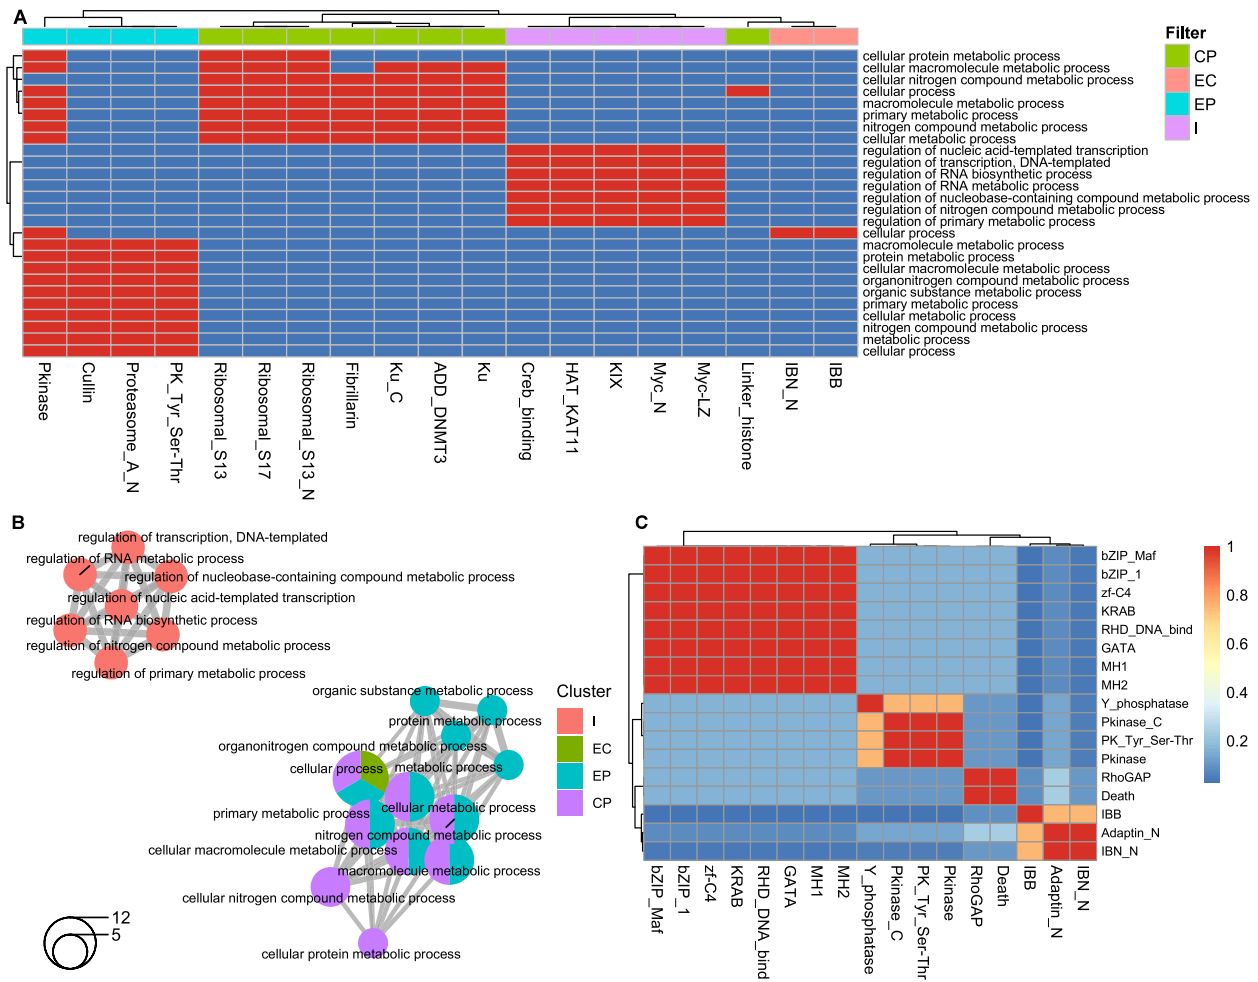 A
Filter
CP
EC
EP
I
cellular protein metabolic process
cellular macromolecule metabolic process
cellular nitrogen compound metabolic process
cellular process
macromolecule metabolic process
primary metabolic process
nitrogen compound metabolic process
cellular metabolic process
regulation of nucleic acid-templated transcription
regulation of transcription, DNA-templated
regulation of RNA biosynthetic process
regulation of RNA metabolic process
regulation of nucleobase-containing compound metabolic process
regulation of nitrogen compound metabolic process
regulation of primary metabolic process
cellular process
macromolecule metabolic process
protein metabolic process
cellular macromolecule metabolic process
organonitrogen compound metabolic process
organic substance metabolic process
primary metabolic process
cellular metabolic process
nitrogen compound metabolic process
metabolic process
cellular process
Pkinase
Cullin
Proteasome_A_N
PK_Tyr_Ser-Thr
Ribosomal_S13
Ribosomal_S17
Ribosomal_S13_N
Fibrillarin
Ku_C
ADD_DNMT3
Ku
Creb_binding
HAT_KAT11
KIX
Myc_N
Myc-LZ
Linker_histone
IBN_N
IBB
B
regulation of transcription, DNA-templated
regulation of RNA metabolic process
regulation of nucleobase-containing compound metabolic process
regulation of nucleic acid-templated transcription
regulation of RNA biosynthetic process
regulation of nitrogen compound metabolic process
regulation of primary metabolic process
organic substance metabolic process
protein metabolic process
organonitrogen compound metabolic process
cellular process
metabolic process
cellular metabolic process
primary metabolic process
nitrogen compound metabolic process
cellular macromolecule metabolic process
macromolecule metabolic process
cellular nitrogen compound metabolic process
cellular protein metabolic process
12
5
Cluster
I
EC
EP
CP
C
bZIP_Maf
bZIP_1
zf-C4
KRAB
RHD_DNA_bind
GATA
MH1
MH2
Y_phosphatase
Pkinase_C
PK_Tyr_Ser-Thr
Pkinase
RhoGAP
Death
IBB
Adaptin_N
IBN_N
bZIP_Maf
bZIP_1
zf-C4
KRAB
RHD_DNA_bind
GATA
MH1
MH2
Y_phosphatase
Pkinase_C
PK_Tyr_Ser-Thr
Pkinase
RhoGAP
Death
IBB
Adaptin_N
IBN_N
1
0.8
0.6
0.4
0.2